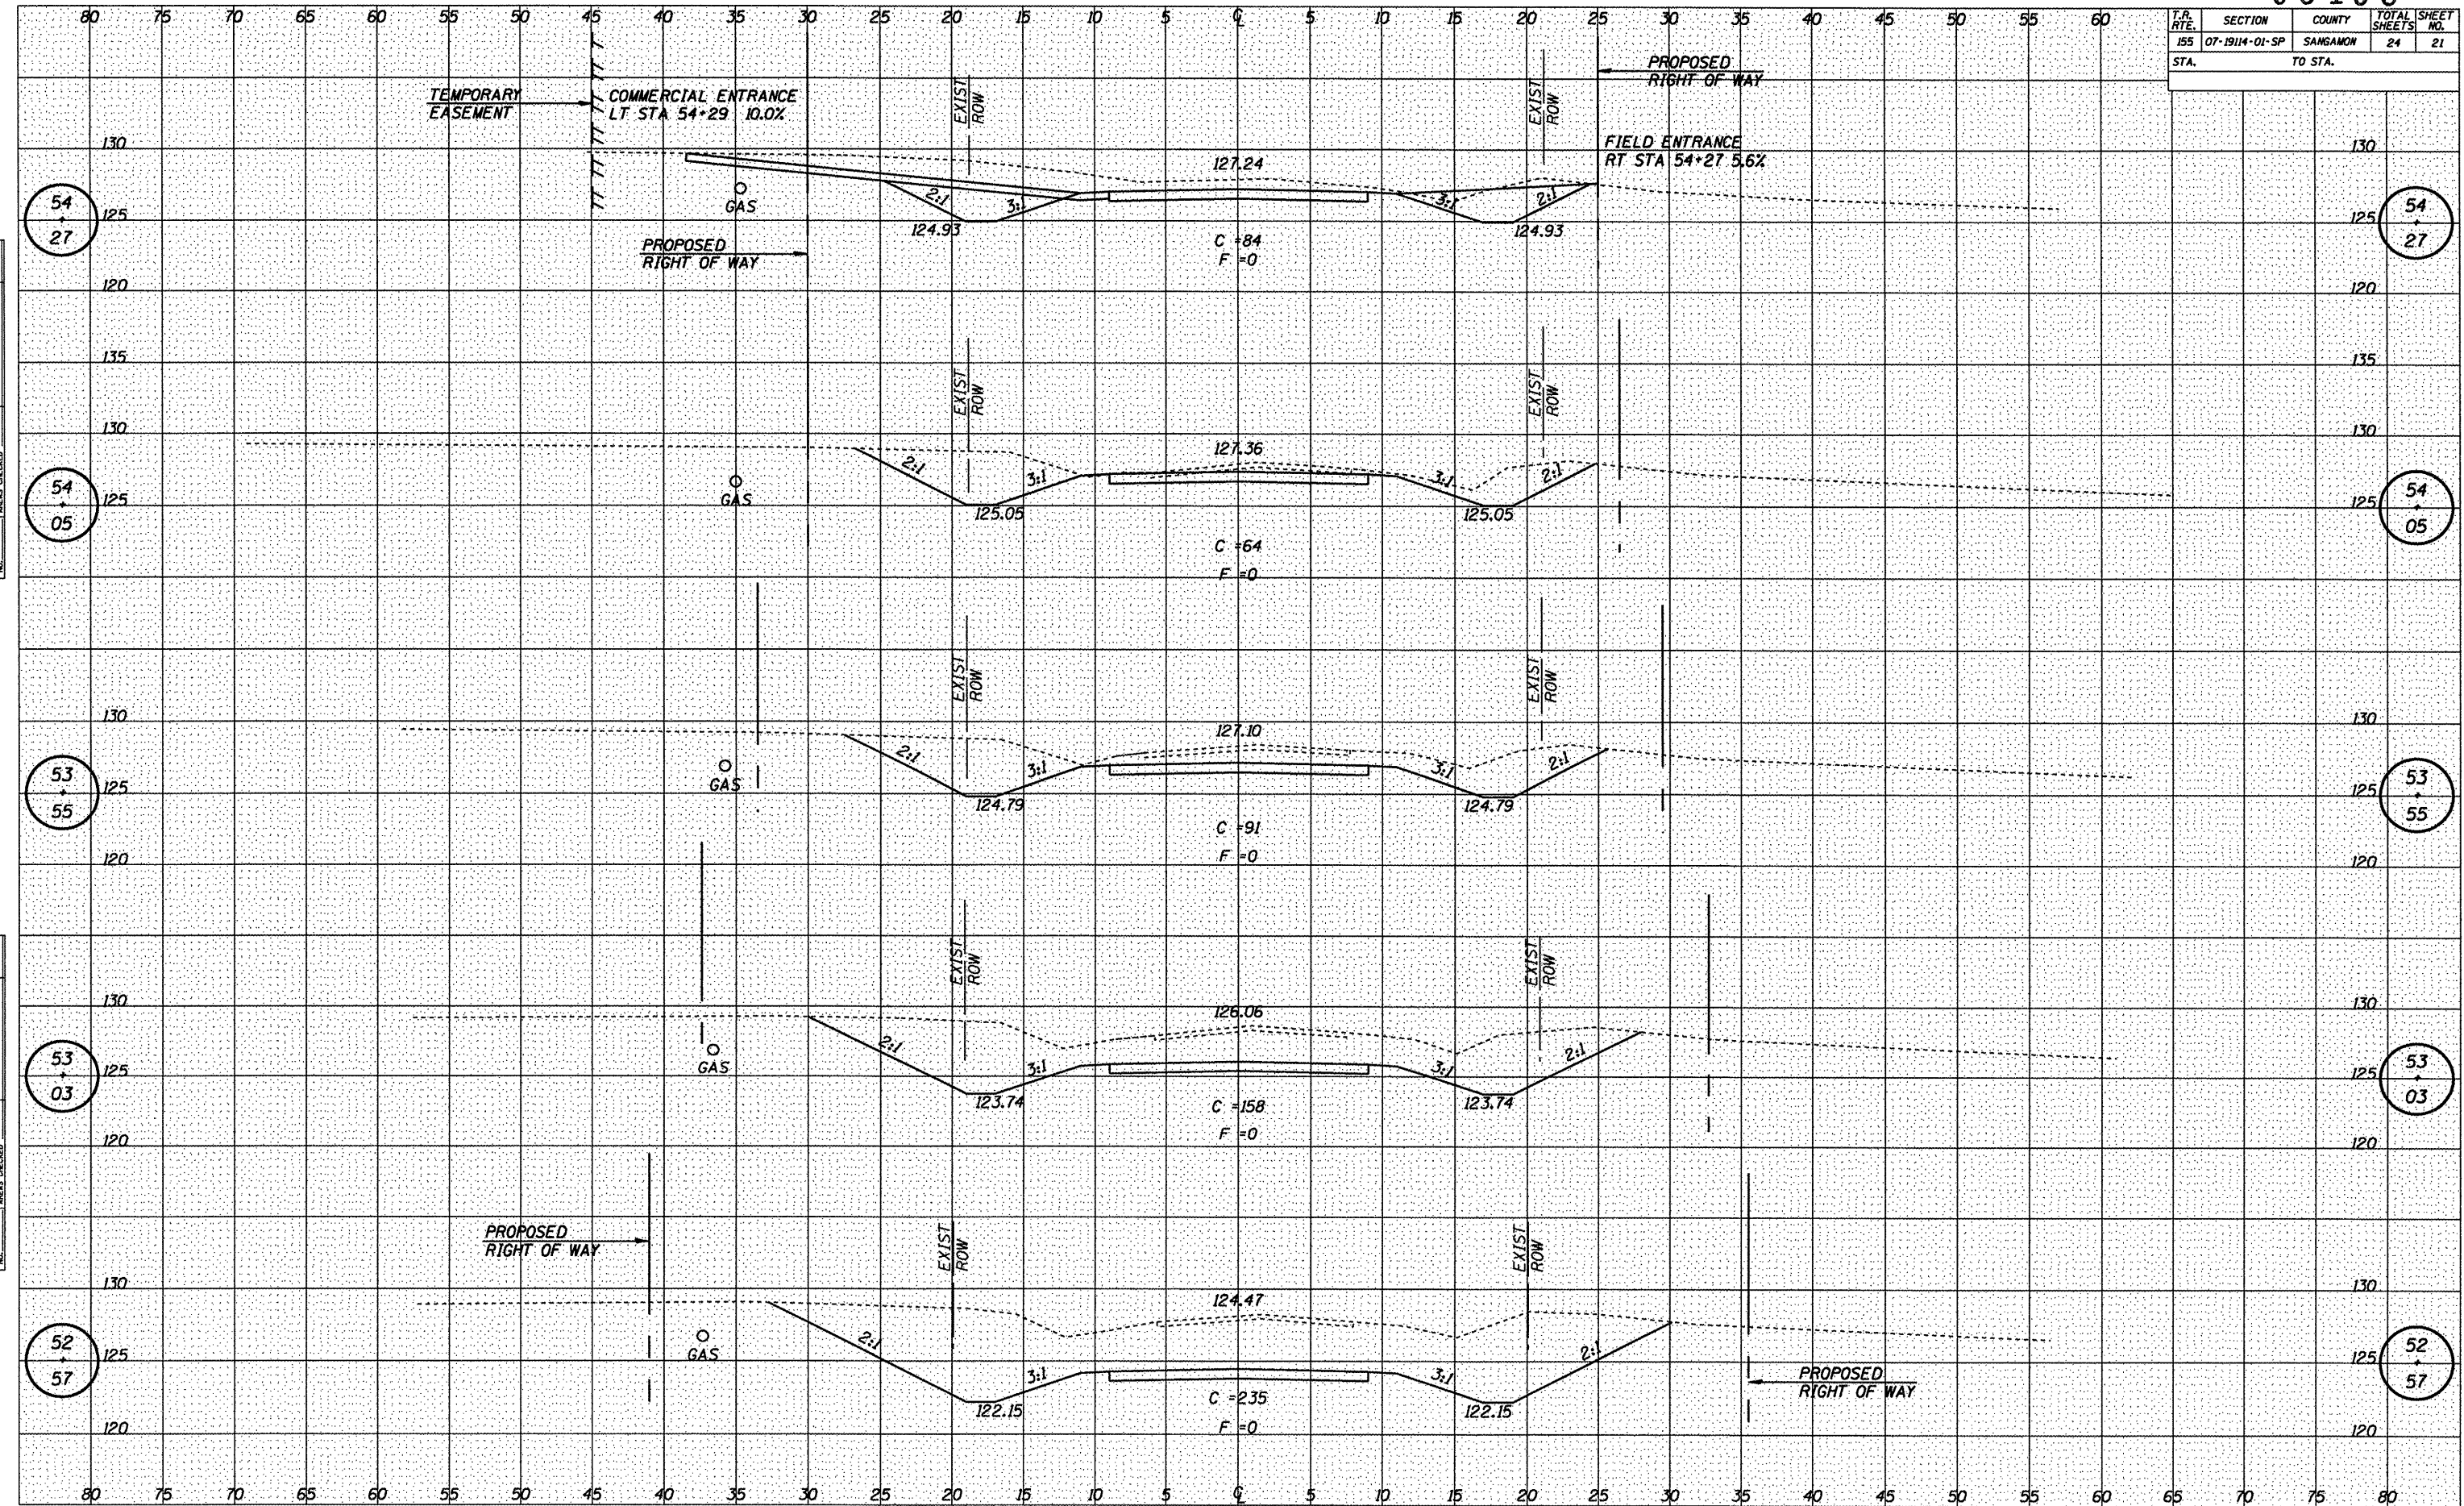 80 75 70 65 60 55 50 45 40 35 30 25 20 15 10 5 ℄ 5 10 15 20 25 30 35 40 45 50 55 60
T.R. RTE. SECTION COUNTY TOTAL SHEETS SHEET NO.
155 07-19114-01-SP SANGAMON 24 21
STA. TO STA.
TEMPORARY
EASEMENT
COMMERCIAL ENTRANCE
LT STA 54+29 10.0%
EXIST
ROW
EXIST
ROW
PROPOSED
RIGHT OF WAY
FIELD ENTRANCE
RT STA 54+27 5.6%
130 127.24 130
54
+
27
125
GAS
2:1 3:1 3:1 2:1
124.93 124.93
125
54
+
27
PROPOSED
RIGHT OF WAY
C =84
F =0
120 120
135 135
EXIST
ROW
EXIST
ROW
130 127.36 130
54
+
05
125
GAS
2:1 3:1 3:1 2:1
125.05 125.05
125
54
+
05
C =64
F =0
EXIST
ROW
EXIST
ROW
130 127.10 130
53
+
55
125
GAS
2:1 3:1 3:1 2:1
124.79 124.79
125
53
+
55
C =91
F =0
120 120
EXIST
ROW
EXIST
ROW
130 126.06 130
53
+
03
125
GAS
2:1 3:1 3:1 2:1
123.74 123.74
125
53
+
03
C =158
F =0
120 120
PROPOSED
RIGHT OF WAY
EXIST
ROW
EXIST
ROW
130 124.47 130
52
+
57
125
GAS
2:1 3:1 3:1 2:1
122.15 122.15
125
52
+
57
PROPOSED
RIGHT OF WAY
C =235
F =0
120 120
80 75 70 65 60 55 50 45 40 35 30 25 20 15 10 5 ℄ 5 10 15 20 25 30 35 40 45 50 55 60 65 70 75 80